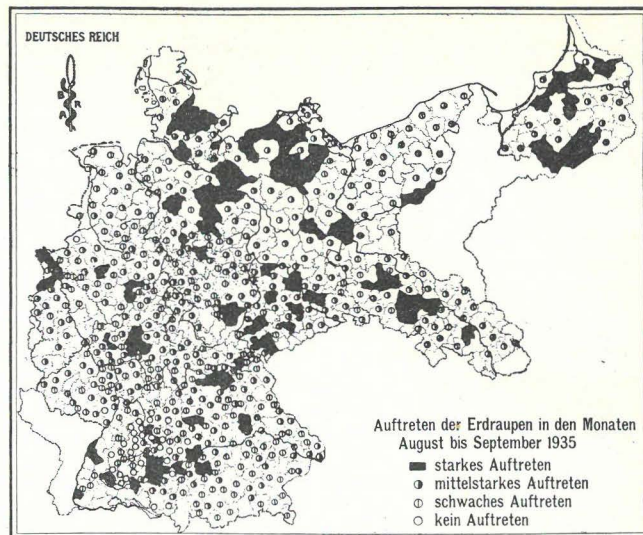 DEUTSCHES REICH
B R A
Auftreten der Erdraupen in den Monaten
August bis September 1935
starkes Auftreten
mittelstarkes Auftreten
schwaches Auftreten
kein Auftreten